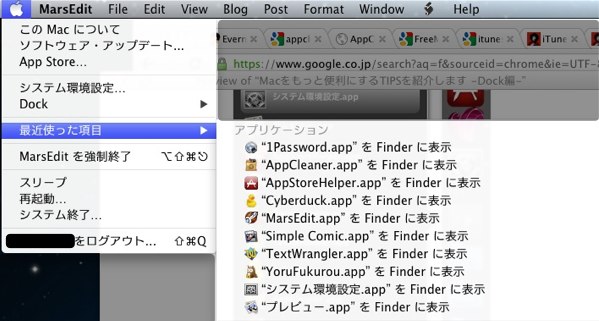 MarsEdit File Edit View Blog Post Format Window Help
この Mac について
ソフトウェア・アップデート...
App Store...
システム環境設定...
Dock
最近使った項目
MarsEdit を強制終了 ⌥⇧⌘⎋
スリープ
再起動...
システム終了...
をログアウト... ⇧⌘Q
Evern appcl AppC Free! itune iTune
https://www.google.co.jp/search?aq=f&sourceid=chrome&ie=UTF-8
view of "Macをもっと便利にするTIPSを紹介します ~Dock編~"
システム環境設定.app
アプリケーション
“1Password.app” を Finder に表示
“AppCleaner.app” を Finder に表示
“AppStoreHelper.app” を Finder に表示
“Cyberduck.app” を Finder に表示
“MarsEdit.app” を Finder に表示
“Simple Comic.app” を Finder に表示
“TextWrangler.app” を Finder に表示
“YoruFukurou.app” を Finder に表示
“システム環境設定.app” を Finder に表示
“プレビュー.app” を Finder に表示